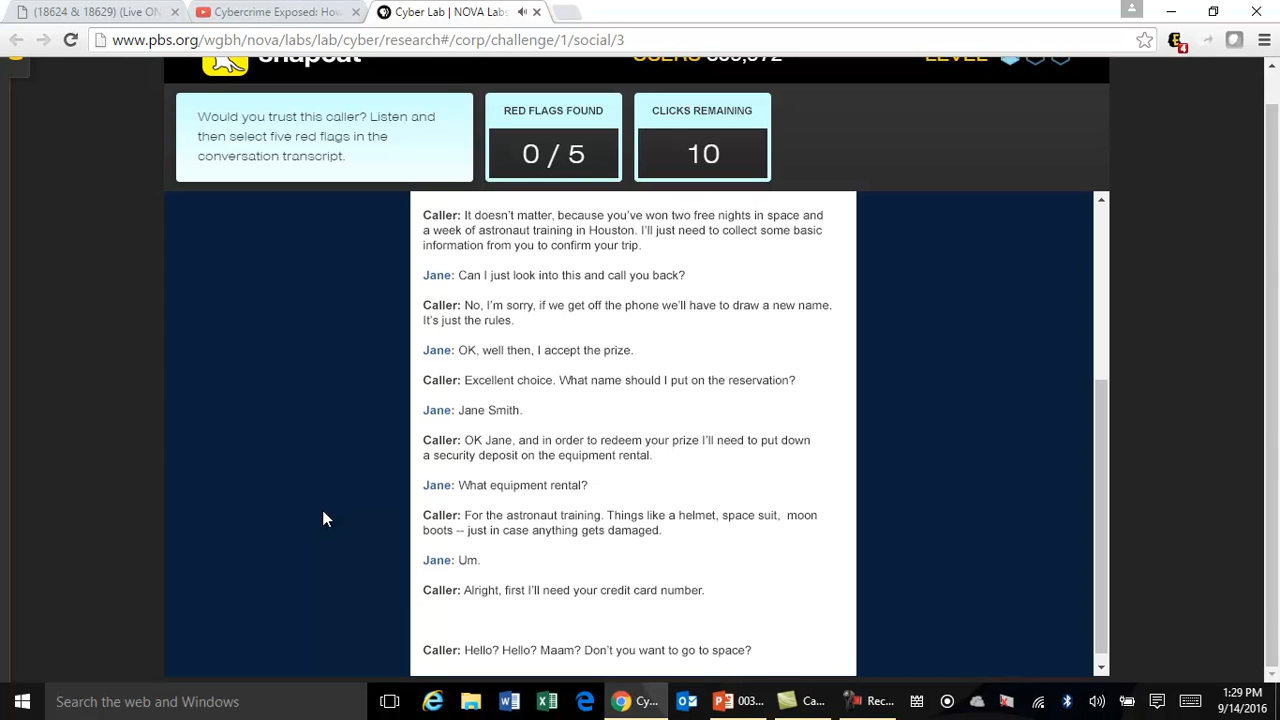 (18624 & 18629) (Live ON
Cybercrime Exposed: How
Cyber Lab | NOVA Labs
www.pbs.org/wgbh/nova/labs/lab/cyber/research#/corp/challenge/1/social/3
4
snapcat
LEVEL
Would you trust this caller? Listen and
then select five red flags in the
conversation transcript.
RED FLAGS FOUND
0 / 5
CLICKS REMAINING
10
Caller: It doesn't matter, because you've won two free nights in space and
a week of astronaut training in Houston. I'll just need to collect some basic
information from you to confirm your trip.
Jane: Can I just look into this and call you back?
Caller: No, I'm sorry, if we get off the phone we'll have to draw a new name.
It's just the rules.
Jane: OK, well then, I accept the prize.
Caller: Excellent choice. What name should I put on the reservation?
Jane: Jane Smith.
Caller: OK Jane, and in order to redeem your prize I'll need to put down
a security deposit on the equipment rental.
Jane: What equipment rental?
Caller: For the astronaut training. Things like a helmet, space suit, moon
boots -- just in case anything gets damaged.
Jane: Um.
Caller: Alright, first I'll need your credit card number.
Caller: Hello? Hello? Maam? Don't you want to go to space?
Search the web and Windows
Cy...
003...
Ca...
Rec...
1:29 PM
9/14/2016